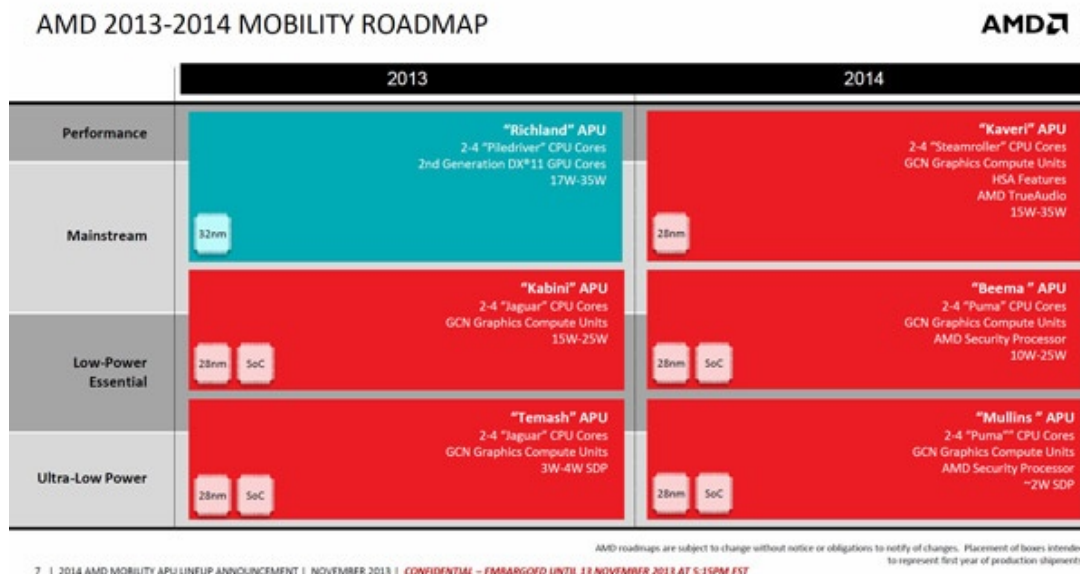 AMD 2013-2014 MOBILITY ROADMAP
AMD
2013
2014
Performance
Mainstream
Low-Power
Essential
Ultra-Low Power
"Richland" APU
2-4 "Piledriver" CPU Cores
2nd Generation DX®11 GPU Cores
17W-35W
32nm
"Kaveri" APU
2-4 "Steamroller" CPU Cores
GCN Graphics Compute Units
HSA Features
AMD TrueAudio
15W-35W
28nm
"Kabini" APU
2-4 "Jaguar" CPU Cores
GCN Graphics Compute Units
15W-25W
28nm SoC
"Beema " APU
2-4 "Puma" CPU Cores
GCN Graphics Compute Units
AMD Security Processor
10W-25W
28nm SoC
"Temash" APU
2-4 "Jaguar" CPU Cores
GCN Graphics Compute Units
3W-4W SDP
28nm SoC
"Mullins " APU
2-4 "Puma"" CPU Cores
GCN Graphics Compute Units
AMD Security Processor
~2W SDP
28nm SoC
AMD roadmaps are subject to change without notice or obligations to notify of changes. Placement of boxes intende
to represent first year of production shipment
7 | 2014 AMD MOBILITY APU LINEUP ANNOUNCEMENT | NOVEMBER 2013 | CONFIDENTIAL – EMBARGOED UNTIL 13 NOVEMBER 2013 AT 5:15PM EST